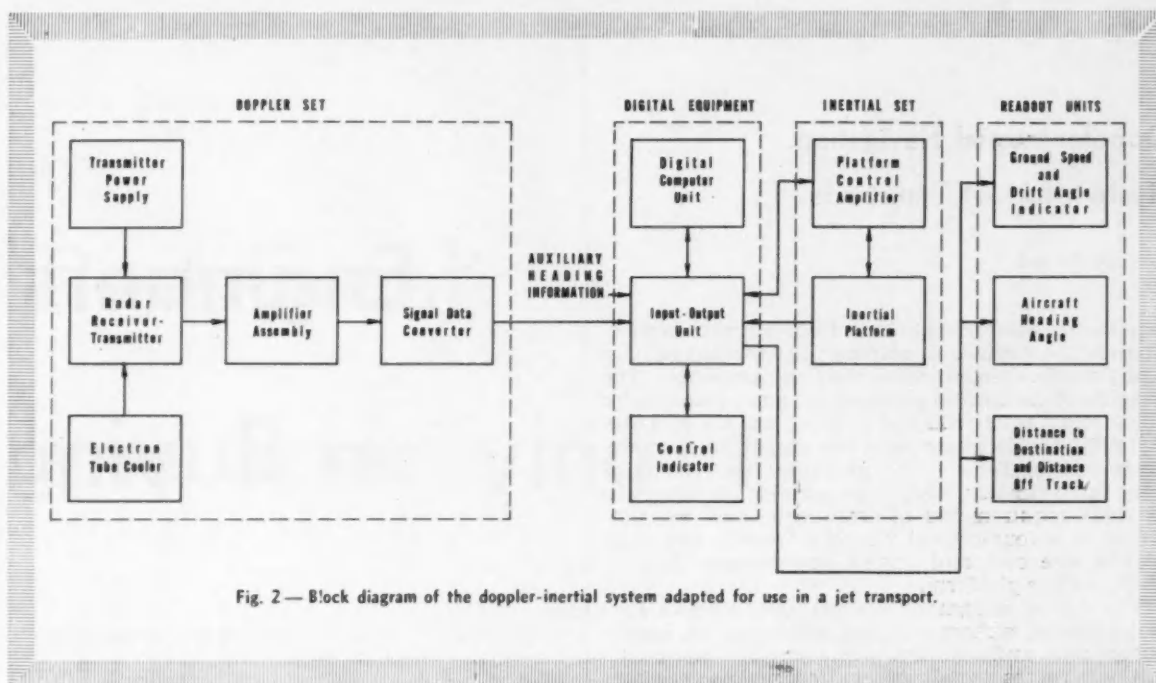 DOPPLER SET
DIGITAL EQUIPMENT
INERTIAL SET
READOUT UNITS
Transmitter
Power
Supply
Radar
Receiver-
Transmitter
Electron
Tube Cooler
Amplifier
Assembly
Signal Data
Converter
AUXILIARY
HEADING
INFORMATION
Digital
Computer
Unit
Input-Output
Unit
Control
Indicator
Platform
Control
Amplifier
Inertial
Platform
Ground Speed
and
Drift Angle
Indicator
Aircraft
Heading
Angle
Distance to
Destination
and Distance
Off Track
Fig. 2 — Block diagram of the doppler-inertial system adapted for use in a jet transport.